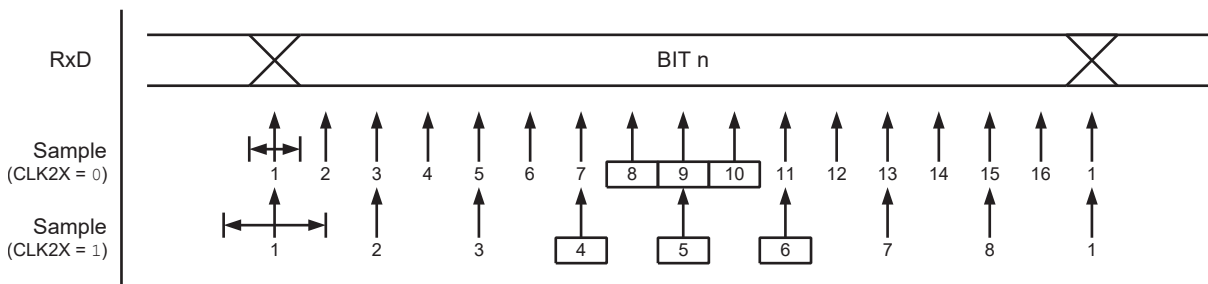 RxD
BIT n
Sample
(CLK2X = 0)
1 2 3 4 5 6 7 8 9 10 11 12 13 14 15 16 1
Sample
(CLK2X = 1)
1 2 3 4 5 6 7 8 1